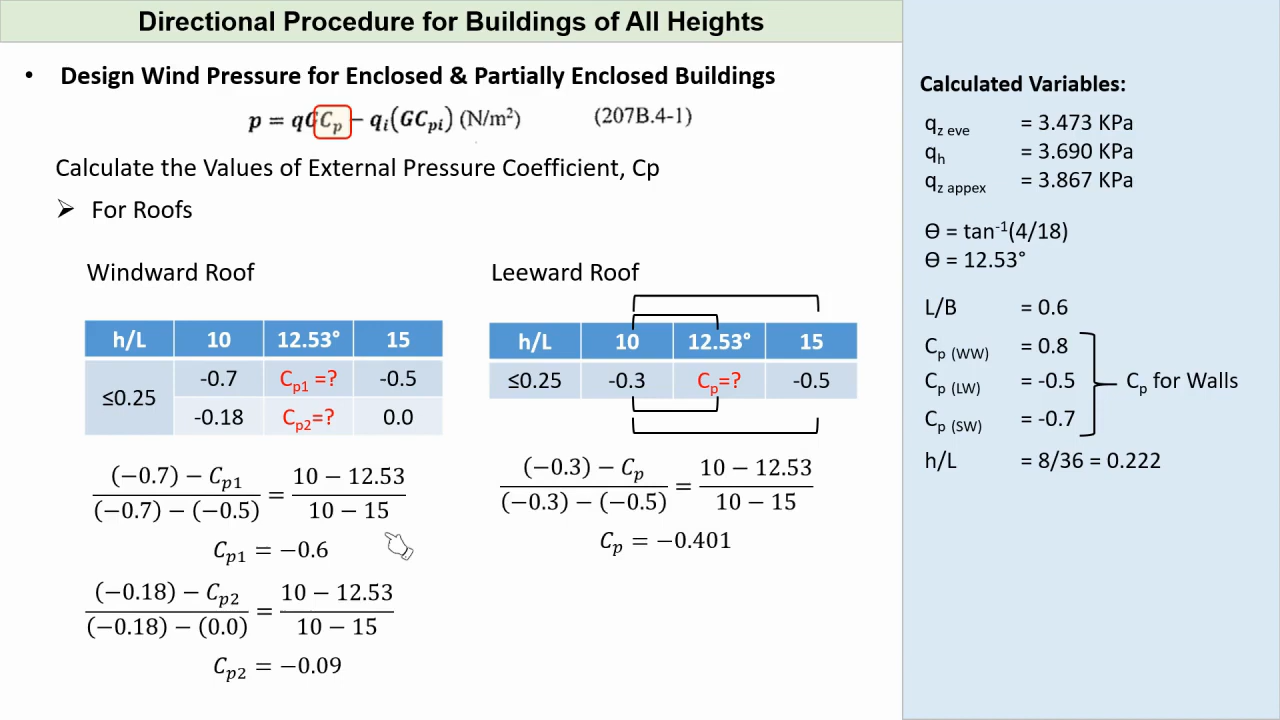 Directional Procedure for Buildings of All Heights
• Design Wind Pressure for Enclosed & Partially Enclosed Buildings
p = qGCp − qi(GCpi) (N/m²) (207B.4-1)
Calculate the Values of External Pressure Coefficient, Cp
➢ For Roofs
Windward Roof
h/L 10 12.53° 15
≤0.25 -0.7 Cp1 =? -0.5
-0.18 Cp2=? 0.0
((−0.7) − Cp1)/((−0.7) − (−0.5)) = (10 − 12.53)/(10 − 15)
Cp1 = −0.6
((−0.18) − Cp2)/((−0.18) − (0.0)) = (10 − 12.53)/(10 − 15)
Cp2 = −0.09
Leeward Roof
h/L 10 12.53° 15
≤0.25 -0.3 Cp=? -0.5
((−0.3) − Cp)/((−0.3) − (−0.5)) = (10 − 12.53)/(10 − 15)
Cp = −0.401
Calculated Variables:
qz eve = 3.473 KPa
qh = 3.690 KPa
qz appex = 3.867 KPa
Ɵ = tan⁻¹(4/18)
Ɵ = 12.53°
L/B = 0.6
Cp (WW) = 0.8
Cp (LW) = -0.5
Cp (SW) = -0.7
Cp for Walls
h/L = 8/36 = 0.222